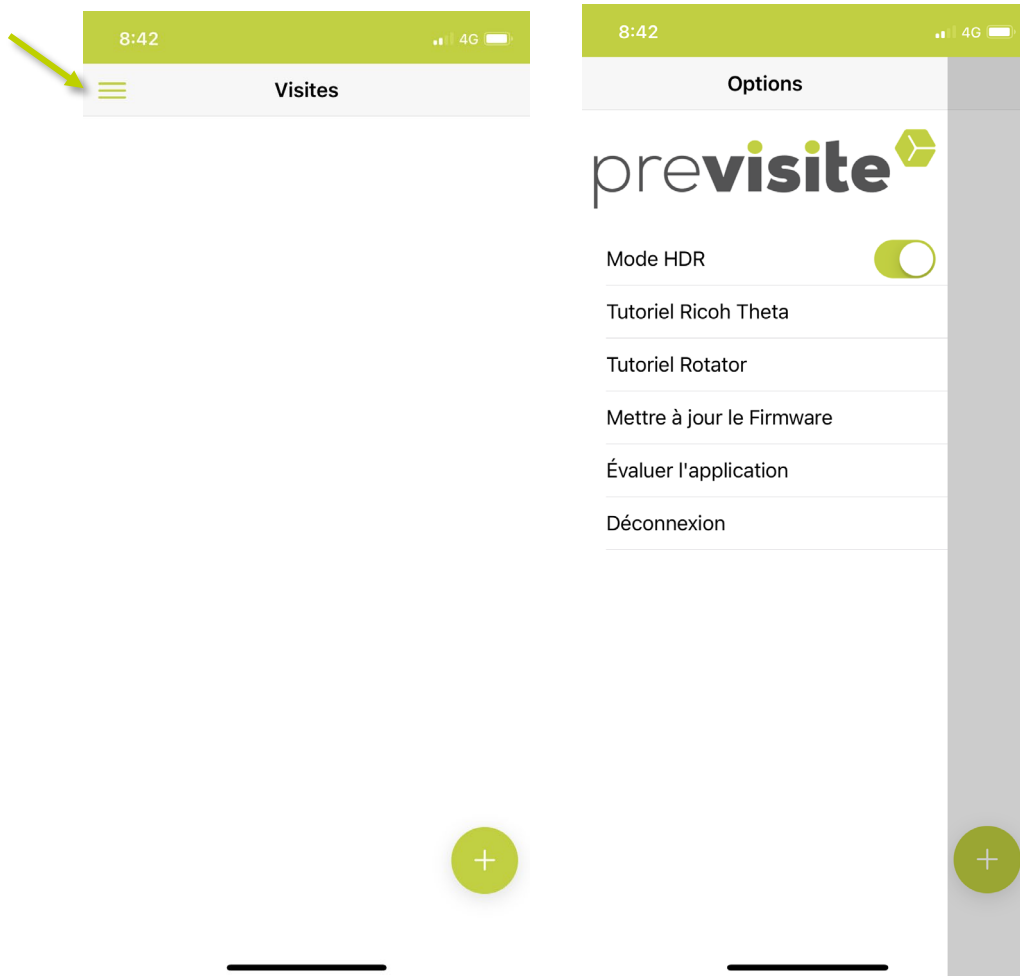 8:42
4G
Visites
+
8:42
4G
Options
previsite
Mode HDR
Tutoriel Ricoh Theta
Tutoriel Rotator
Mettre à jour le Firmware
Évaluer l'application
Déconnexion
+